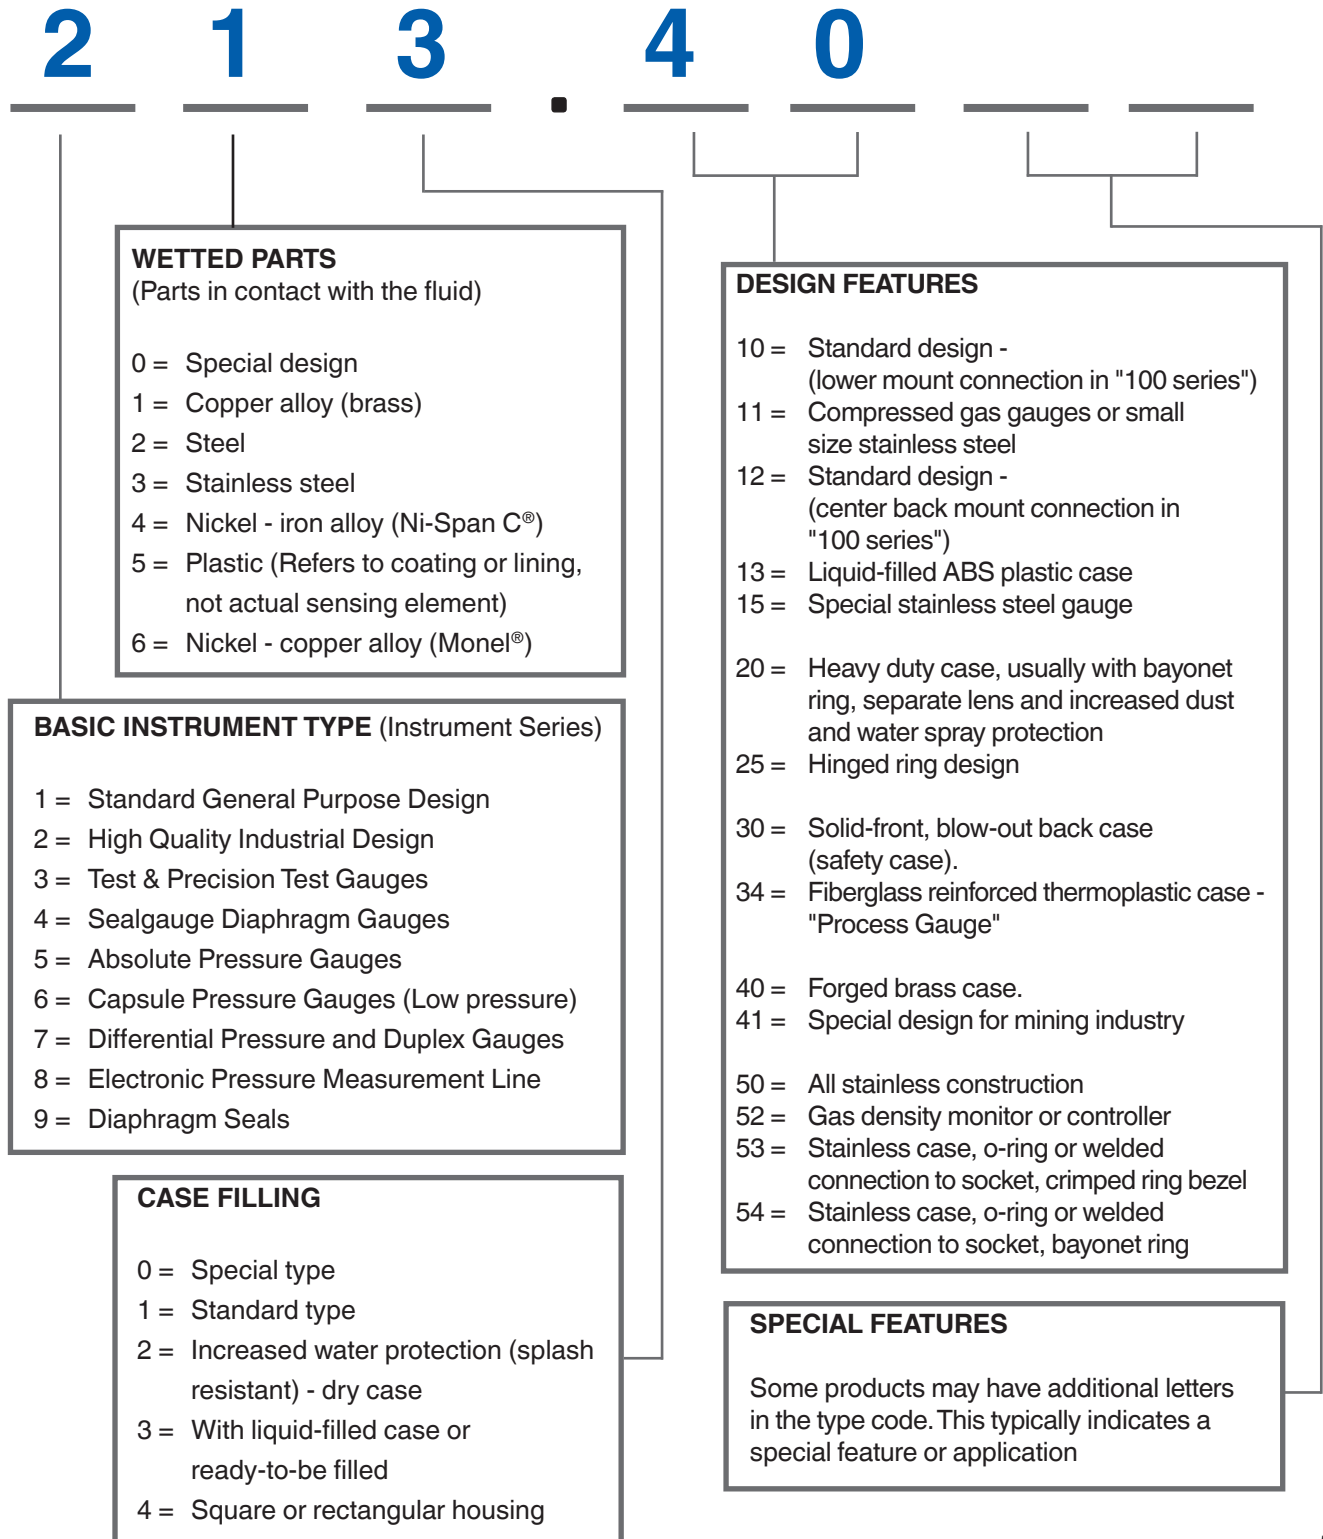 2 1 3 . 4 0
WETTED PARTS
(Parts in contact with the fluid)
0 = Special design
1 = Copper alloy (brass)
2 = Steel
3 = Stainless steel
4 = Nickel - iron alloy (Ni-Span C®)
5 = Plastic (Refers to coating or lining,
not actual sensing element)
6 = Nickel - copper alloy (Monel®)
BASIC INSTRUMENT TYPE (Instrument Series)
1 = Standard General Purpose Design
2 = High Quality Industrial Design
3 = Test & Precision Test Gauges
4 = Sealgauge Diaphragm Gauges
5 = Absolute Pressure Gauges
6 = Capsule Pressure Gauges (Low pressure)
7 = Differential Pressure and Duplex Gauges
8 = Electronic Pressure Measurement Line
9 = Diaphragm Seals
CASE FILLING
0 = Special type
1 = Standard type
2 = Increased water protection (splash
resistant) - dry case
3 = With liquid-filled case or
ready-to-be filled
4 = Square or rectangular housing
DESIGN FEATURES
10 = Standard design -
(lower mount connection in "100 series")
11 = Compressed gas gauges or small
size stainless steel
12 = Standard design -
(center back mount connection in
"100 series")
13 = Liquid-filled ABS plastic case
15 = Special stainless steel gauge
20 = Heavy duty case, usually with bayonet
ring, separate lens and increased dust
and water spray protection
25 = Hinged ring design
30 = Solid-front, blow-out back case
(safety case).
34 = Fiberglass reinforced thermoplastic case -
"Process Gauge"
40 = Forged brass case.
41 = Special design for mining industry
50 = All stainless construction
52 = Gas density monitor or controller
53 = Stainless case, o-ring or welded
connection to socket, crimped ring bezel
54 = Stainless case, o-ring or welded
connection to socket, bayonet ring
SPECIAL FEATURES
Some products may have additional letters
in the type code. This typically indicates a
special feature or application